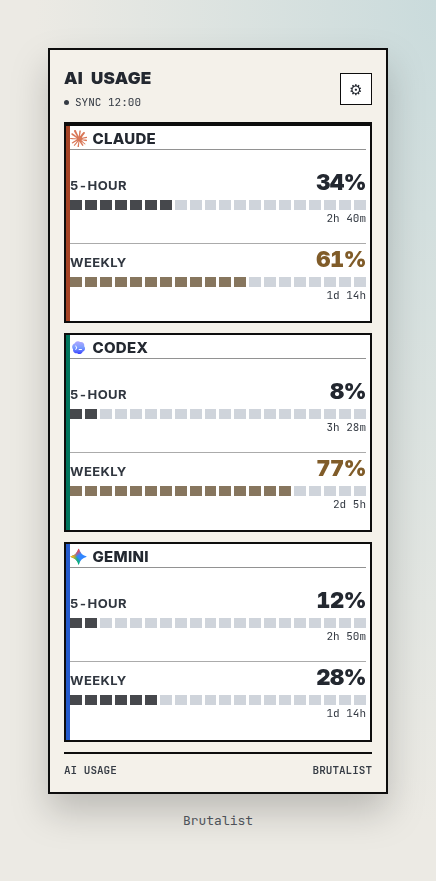 AI USAGE
SYNC 12:00
CLAUDE
5-HOUR 34%
2h 40m
WEEKLY 61%
1d 14h
CODEX
5-HOUR 8%
3h 28m
WEEKLY 77%
2d 5h
GEMINI
5-HOUR 12%
2h 50m
WEEKLY 28%
1d 14h
AI USAGE BRUTALIST
Brutalist